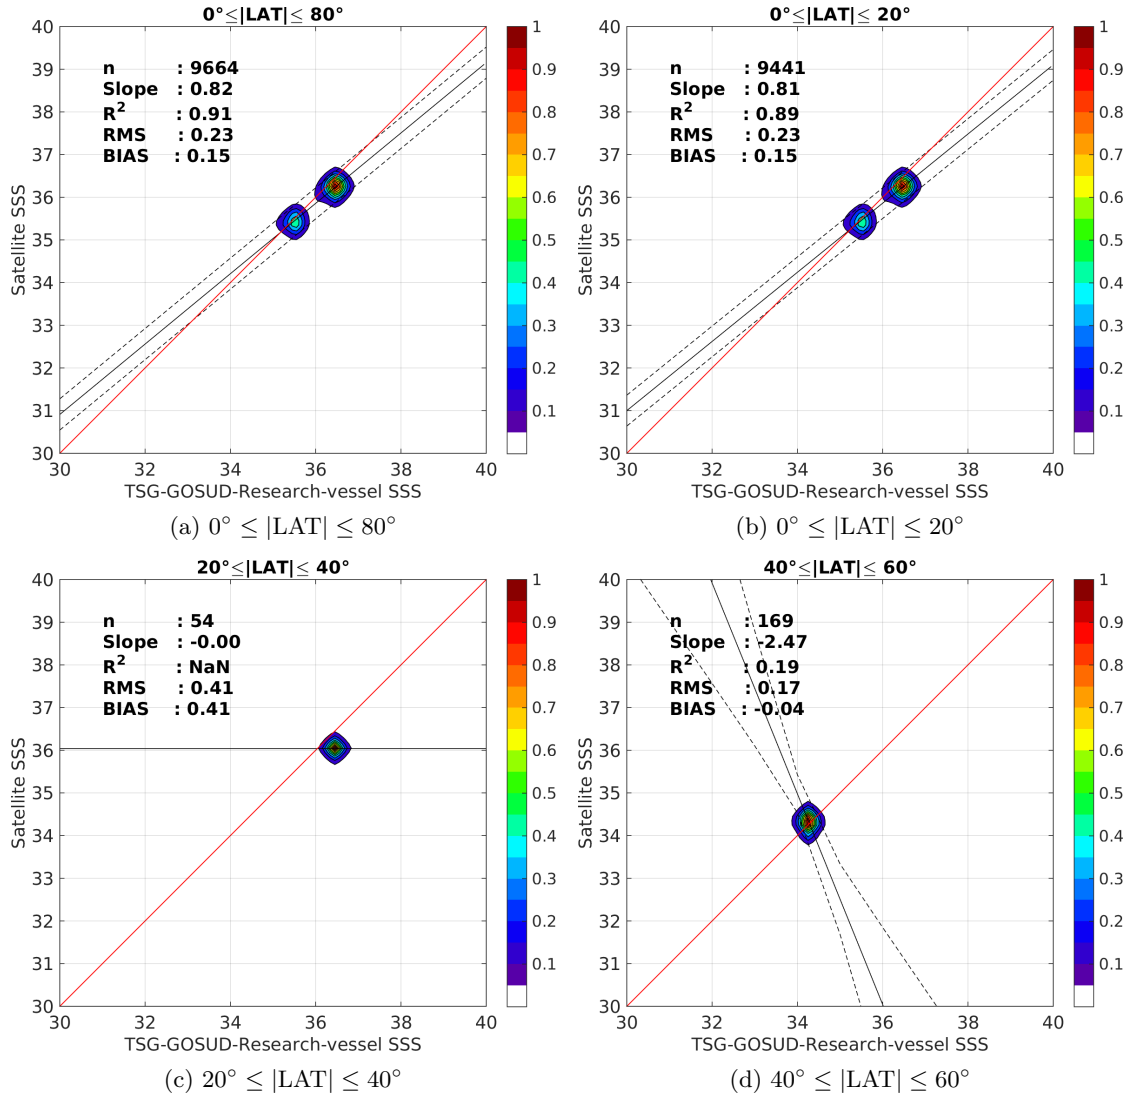 0°≤|LAT|≤ 80°
n : 9664
Slope : 0.82
R² : 0.91
RMS : 0.23
BIAS : 0.15
Satellite SSS
40
39
38
37
36
35
34
33
32
31
30
30 32 34 36 38 40
TSG-GOSUD-Research-vessel SSS
1
0.9
0.8
0.7
0.6
0.5
0.4
0.3
0.2
0.1
(a) 0° ≤ |LAT| ≤ 80°
0°≤|LAT|≤ 20°
n : 9441
Slope : 0.81
R² : 0.89
RMS : 0.23
BIAS : 0.15
Satellite SSS
40
39
38
37
36
35
34
33
32
31
30
30 32 34 36 38 40
TSG-GOSUD-Research-vessel SSS
1
0.9
0.8
0.7
0.6
0.5
0.4
0.3
0.2
0.1
(b) 0° ≤ |LAT| ≤ 20°
20°≤|LAT|≤ 40°
n : 54
Slope : -0.00
R² : NaN
RMS : 0.41
BIAS : 0.41
Satellite SSS
40
39
38
37
36
35
34
33
32
31
30
30 32 34 36 38 40
TSG-GOSUD-Research-vessel SSS
1
0.9
0.8
0.7
0.6
0.5
0.4
0.3
0.2
0.1
(c) 20° ≤ |LAT| ≤ 40°
40°≤|LAT|≤ 60°
n : 169
Slope : -2.47
R² : 0.19
RMS : 0.17
BIAS : -0.04
Satellite SSS
40
39
38
37
36
35
34
33
32
31
30
30 32 34 36 38 40
TSG-GOSUD-Research-vessel SSS
1
0.9
0.8
0.7
0.6
0.5
0.4
0.3
0.2
0.1
(d) 40° ≤ |LAT| ≤ 60°